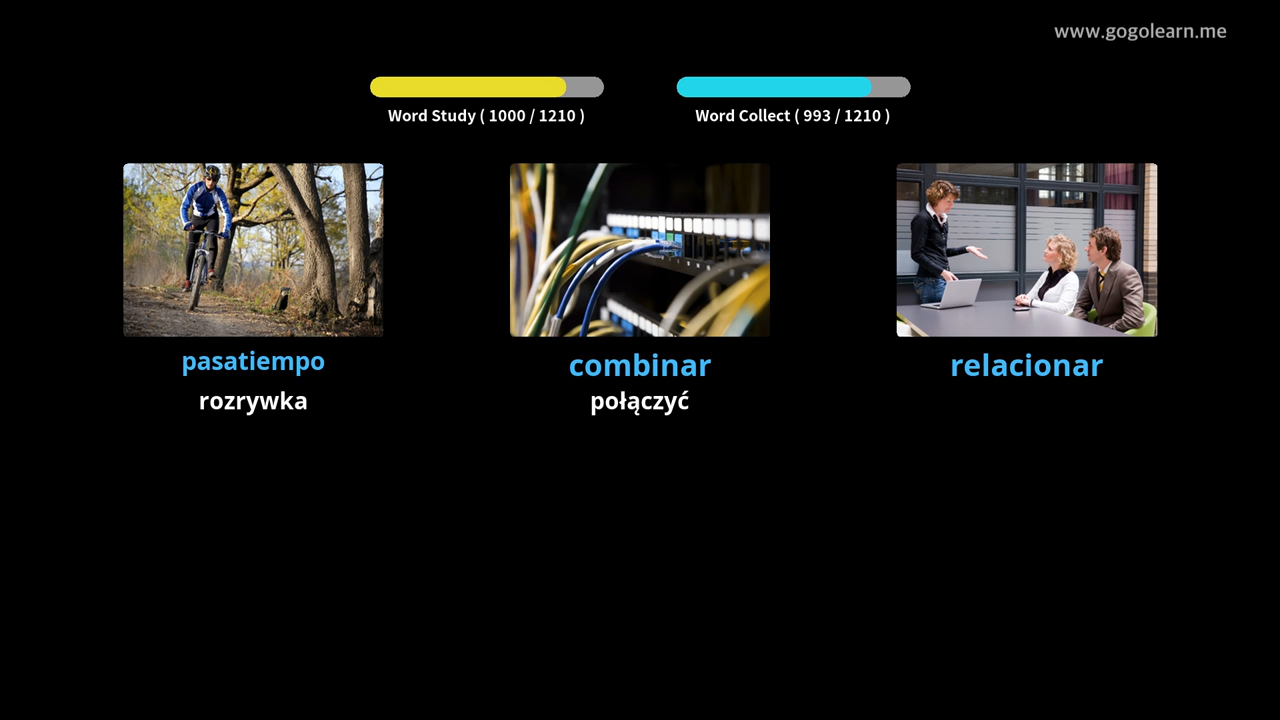 www.gogolearn.me
Word Study ( 1000 / 1210 )
Word Collect ( 993 / 1210 )
pasatiempo
rozrywka
combinar
połączyć
relacionar